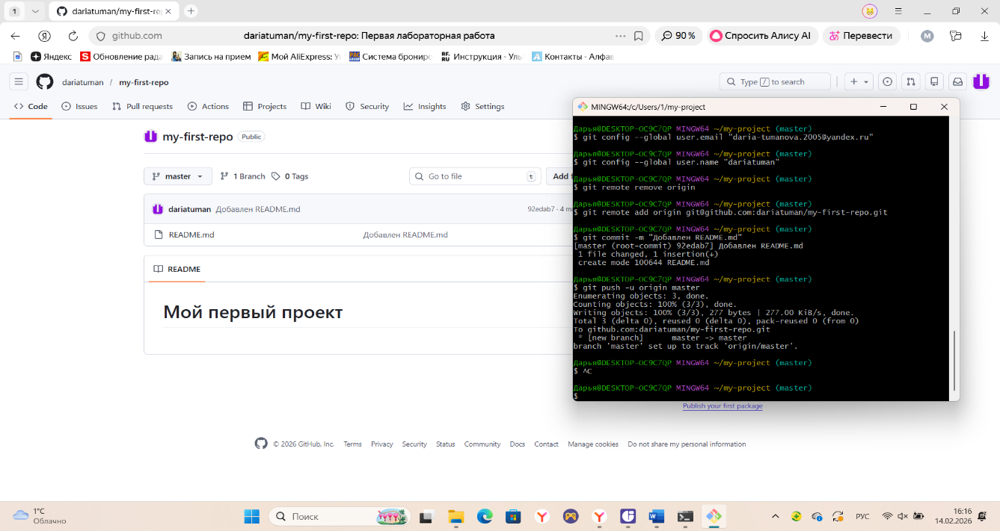 1
dariatuman/my-first-re
github.com
dariatuman/my-first-repo: Первая лабораторная работа
90 %
Спросить Алису AI
Перевести
M
Яндекс
Обновление рада
Запись на прием
Мой AliExpress: У
Система брониро
Инструкция - Уль
Контакты - Алфав
dariatuman / my-first-repo
Type / to search
Code
Issues
Pull requests
Actions
Projects
Wiki
Security
Insights
Settings
my-first-repo
Public
master
1 Branch
0 Tags
Go to file
t
Add f
dariatuman Добавлен README.md
92edab7 · 4 m
README.md
Добавлен README.md
README
Мой первый проект
MINGW64:/c/Users/1/my-project
Дарья@DESKTOP-OC9C7QP MINGW64 ~/my-project (master)
$ git config --global user.email "daria-tumanova.2005@yandex.ru"
Дарья@DESKTOP-OC9C7QP MINGW64 ~/my-project (master)
$ git config --global user.name "dariatuman"
Дарья@DESKTOP-OC9C7QP MINGW64 ~/my-project (master)
$ git remote remove origin
Дарья@DESKTOP-OC9C7QP MINGW64 ~/my-project (master)
$ git remote add origin git@github.com:dariatuman/my-first-repo.git
Дарья@DESKTOP-OC9C7QP MINGW64 ~/my-project (master)
$ git commit -m "Добавлен README.md"
[master (root-commit) 92edab7] Добавлен README.md
1 file changed, 1 insertion(+)
create mode 100644 README.md
Дарья@DESKTOP-OC9C7QP MINGW64 ~/my-project (master)
$ git push -u origin master
Enumerating objects: 3, done.
Counting objects: 100% (3/3), done.
Writing objects: 100% (3/3), 277 bytes | 277.00 KiB/s, done.
Total 3 (delta 0), reused 0 (delta 0), pack-reused 0 (from 0)
To github.com:dariatuman/my-first-repo.git
* [new branch] master -> master
branch 'master' set up to track 'origin/master'.
Дарья@DESKTOP-OC9C7QP MINGW64 ~/my-project (master)
$ ^C
Дарья@DESKTOP-OC9C7QP MINGW64 ~/my-project (master)
$
Publish your first package
© 2026 GitHub, Inc.
Terms
Privacy
Security
Status
Community
Docs
Contact
Manage cookies
Do not share my personal information
1°C
Облачно
Поиск
РУС
16:16
14.02.2026